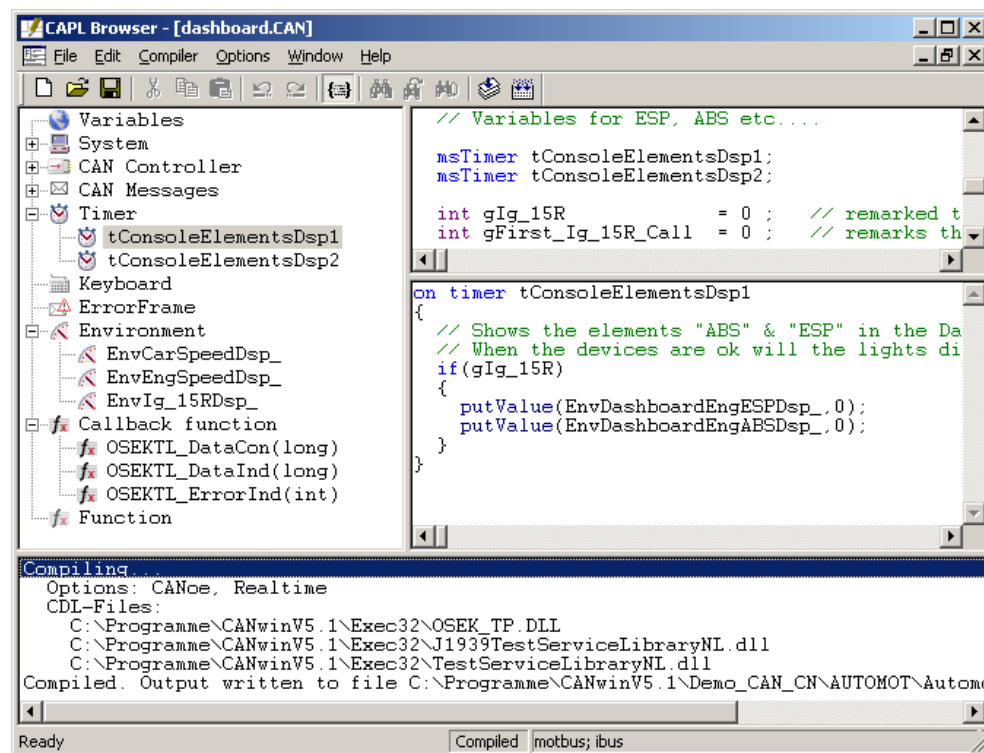 CAPL Browser - [dashboard.CAN]
File Edit Compiler Options Window Help
Variables
System
CAN Controller
CAN Messages
Timer
tConsoleElementsDsp1
tConsoleElementsDsp2
Keyboard
ErrorFrame
Environment
EnvCarSpeedDsp_
EnvEngSpeedDsp_
EnvIg_15RDsp_
Callback function
OSEKTL_DataCon(long)
OSEKTL_DataInd(long)
OSEKTL_ErrorInd(int)
Function
// Variables for ESP, ABS etc....
msTimer tConsoleElementsDsp1;
msTimer tConsoleElementsDsp2;
int gIg_15R = 0 ; // remarked t
int gFirst_Ig_15R_Call = 0 ; // remarks th
on timer tConsoleElementsDsp1
{
// Shows the elements "ABS" & "ESP" in the Da
// When the devices are ok will the lights di
if(gIg_15R)
{
putValue(EnvDashboardEngESPDsp_,0);
putValue(EnvDashboardEngABSDsp_,0);
}
}
Compiling...
Options: CANoe, Realtime
CDL-Files:
C:\Programme\CANwinV5.1\Exec32\OSEK_TP.DLL
C:\Programme\CANwinV5.1\Exec32\J1939TestServiceLibraryNL.dll
C:\Programme\CANwinV5.1\Exec32\TestServiceLibraryNL.dll
Compiled. Output written to file C:\Programme\CANwinV5.1\Demo_CAN_CN\AUTOMOT\Automo
Ready Compiled motbus; ibus